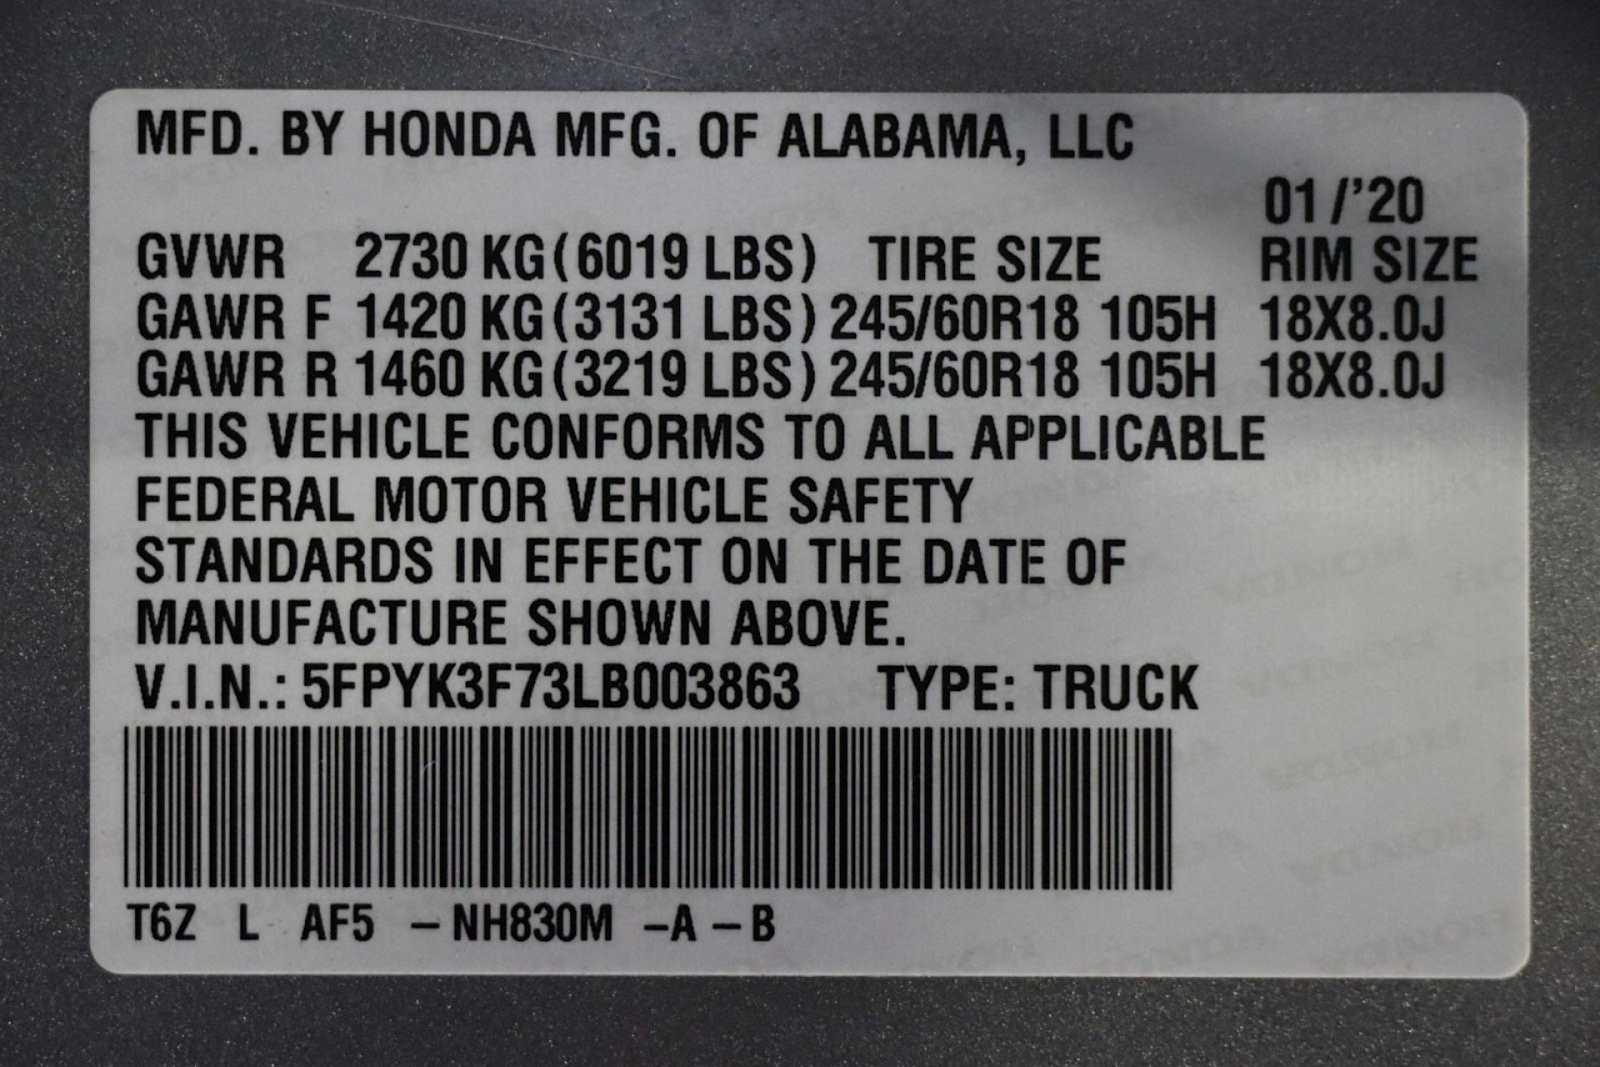 MFD. BY HONDA MFG. OF ALABAMA, LLC
01/'20
GVWR 2730 KG (6019 LBS) TIRE SIZE RIM SIZE
GAWR F 1420 KG (3131 LBS) 245/60R18 105H 18X8.0J
GAWR R 1460 KG (3219 LBS) 245/60R18 105H 18X8.0J
THIS VEHICLE CONFORMS TO ALL APPLICABLE
FEDERAL MOTOR VEHICLE SAFETY
STANDARDS IN EFFECT ON THE DATE OF
MANUFACTURE SHOWN ABOVE.
V.I.N.: 5FPYK3F73LB003863 TYPE: TRUCK
T6Z L AF5 – NH830M –A – B